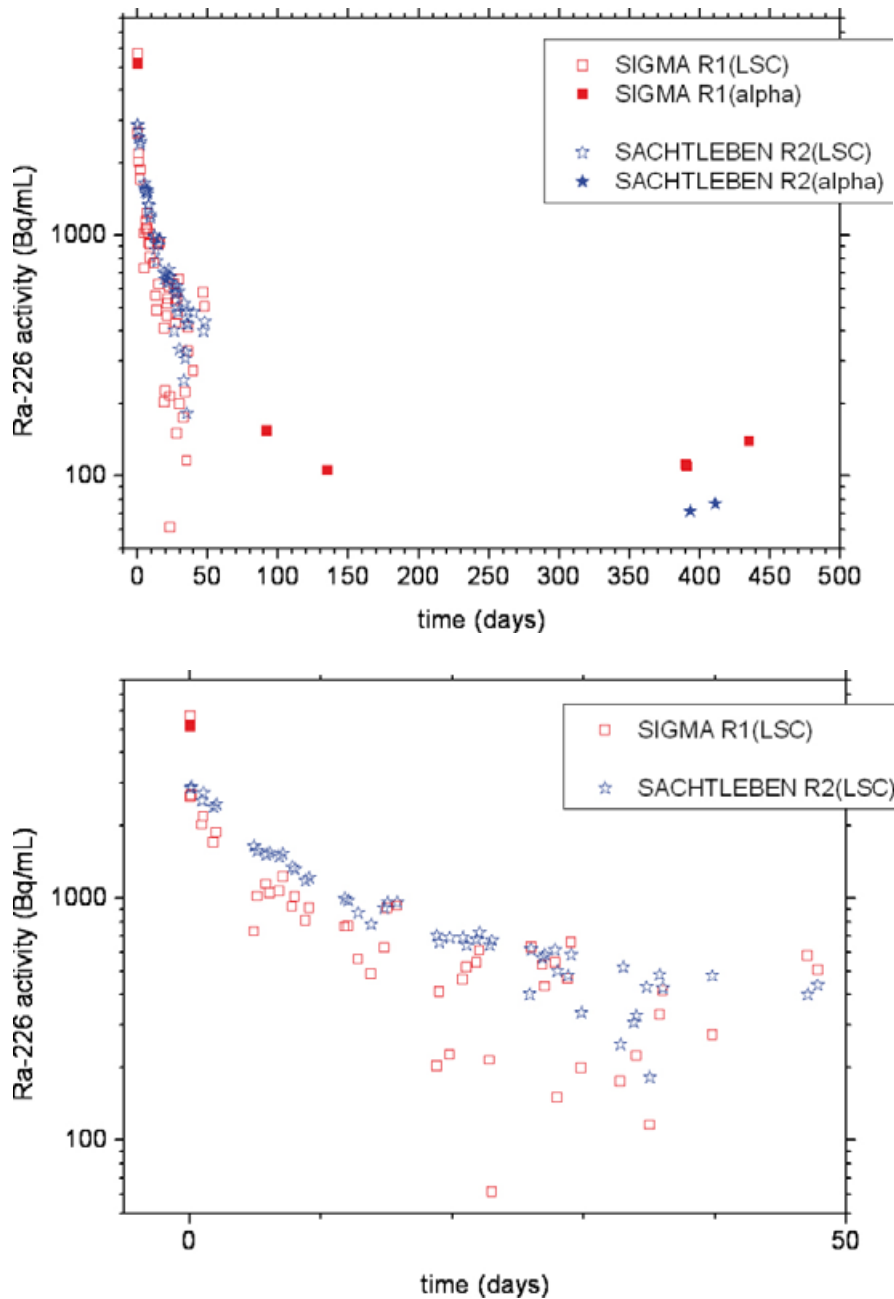 SIGMA R1(LSC)
SIGMA R1(alpha)
SACHTLEBEN R2(LSC)
SACHTLEBEN R2(alpha)
Ra-226 activity (Bq/mL)
1000
100
0 50 100 150 200 250 300 350 400 450 500
time (days)
SIGMA R1(LSC)
SACHTLEBEN R2(LSC)
Ra-226 activity (Bq/mL)
1000
100
0 50
time (days)